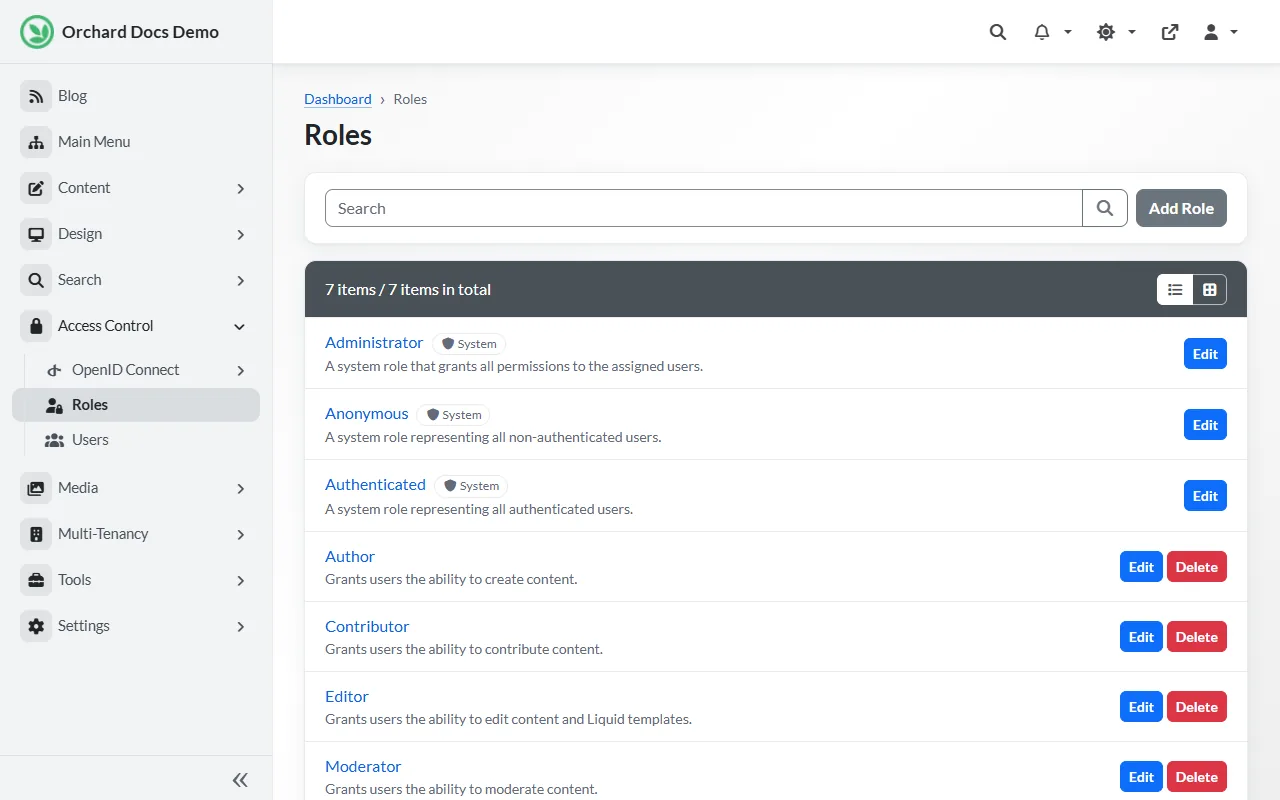 Orchard Docs Demo
Blog
Main Menu
Content
Design
Search
Access Control
OpenID Connect
Roles
Users
Media
Multi-Tenancy
Tools
Settings
Dashboard › Roles
Roles
Search
Add Role
7 items / 7 items in total
Administrator System
A system role that grants all permissions to the assigned users.
Edit
Anonymous System
A system role representing all non-authenticated users.
Edit
Authenticated System
A system role representing all authenticated users.
Edit
Author
Grants users the ability to create content.
Edit Delete
Contributor
Grants users the ability to contribute content.
Edit Delete
Editor
Grants users the ability to edit content and Liquid templates.
Edit Delete
Moderator
Grants users the ability to moderate content.
Edit Delete